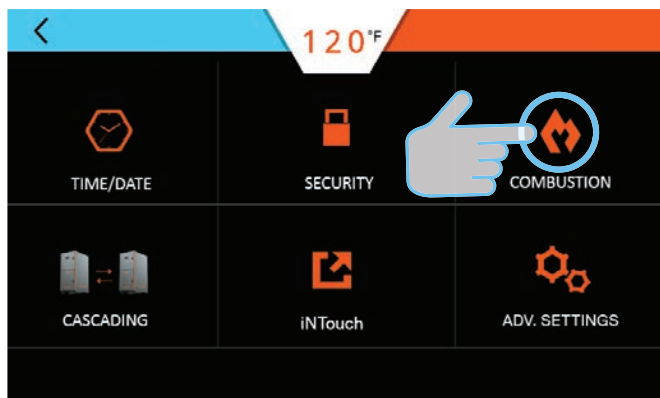 120°F
TIME/DATE
SECURITY
COMBUSTION
CASCADING
iNTouch
ADV. SETTINGS